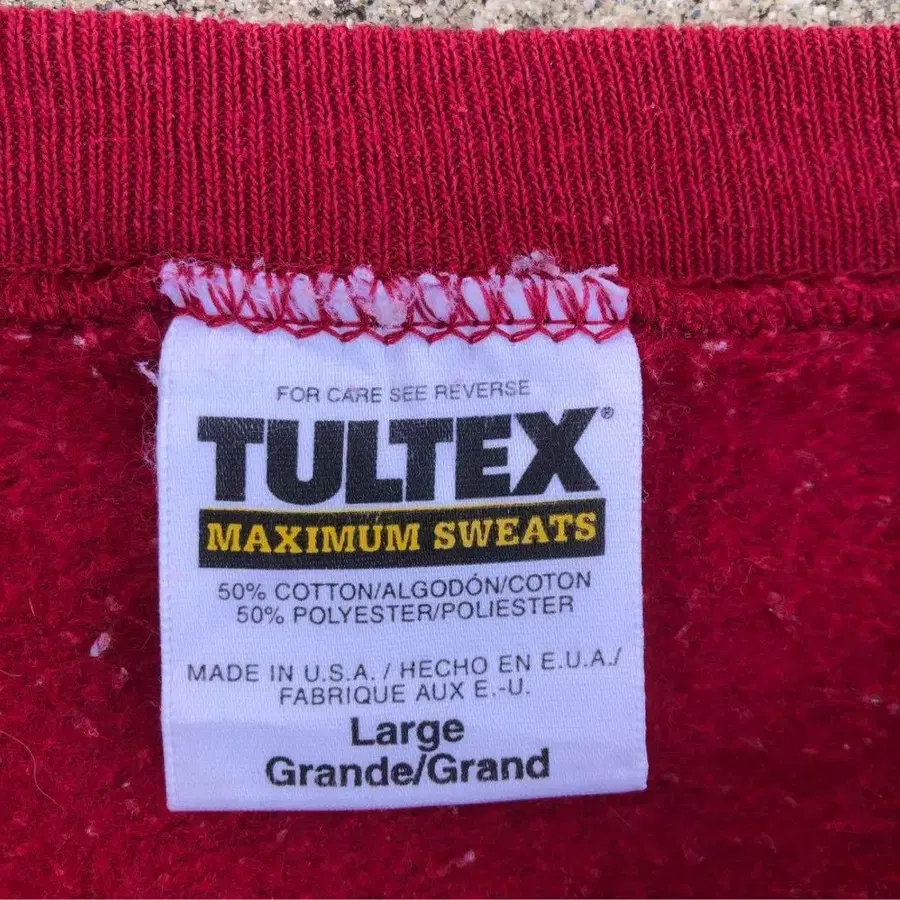 FOR CARE SEE REVERSE
TULTEX®
MAXIMUM SWEATS
50% COTTON/ALGODÓN/COTON
50% POLYESTER/POLIESTER
MADE IN U.S.A. / HECHO EN E.U.A./
FABRIQUE AUX E.-U.
Large
Grande/Grand